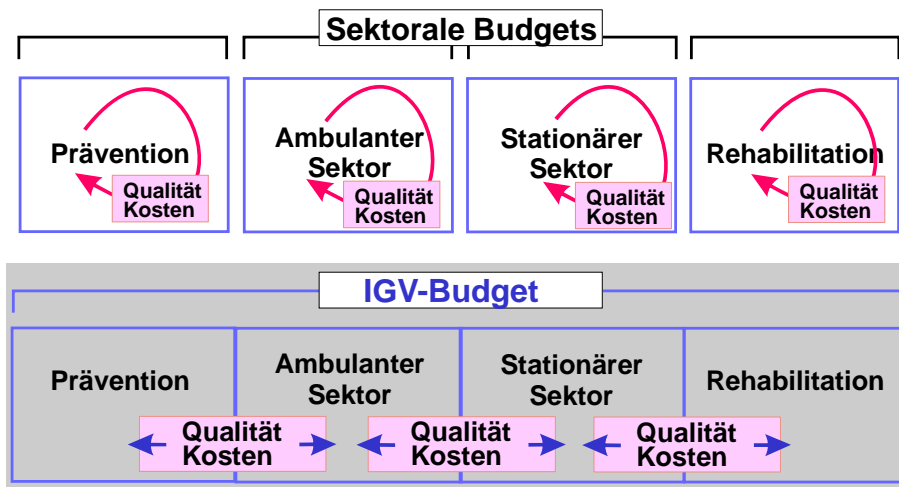 Sektorale Budgets
Prävention
Qualität
Kosten
Ambulanter
Sektor
Qualität
Kosten
Stationärer
Sektor
Qualität
Kosten
Rehabilitation
Qualität
Kosten
IGV-Budget
Prävention
Ambulanter
Sektor
Stationärer
Sektor
Rehabilitation
Qualität
Kosten
Qualität
Kosten
Qualität
Kosten